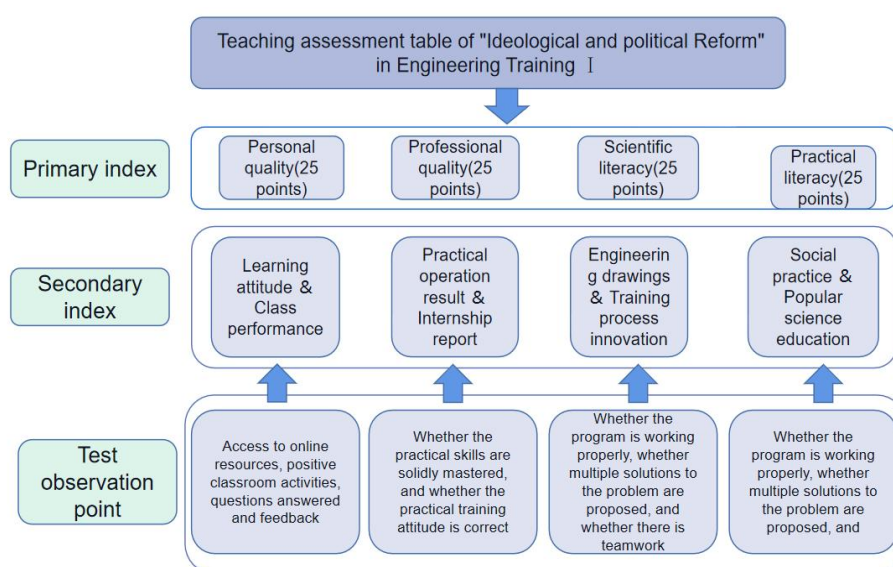 Teaching assessment table of "Ideological and political Reform"
in Engineering Training Ⅰ
Primary index
Personal
quality(25
points)
Professional
quality(25
points)
Scientific
literacy(25
points)
Practical
literacy(25
points)
Secondary
index
Learning
attitude &
Class
performance
Practical
operation
result &
Internship
report
Engineerin
g drawings
& Training
process
innovation
Social
practice &
Popular
science
education
Test
observation
point
Access to online
resources, positive
classroom activities,
questions answered
and feedback
Whether the
practical skills are
solidly mastered,
and whether the
practical training
attitude is correct
Whether the
program is working
properly, whether
multiple solutions to
the problem are
proposed, and
whether there is
teamwork
Whether the
program is working
properly, whether
multiple solutions to
the problem are
proposed, and